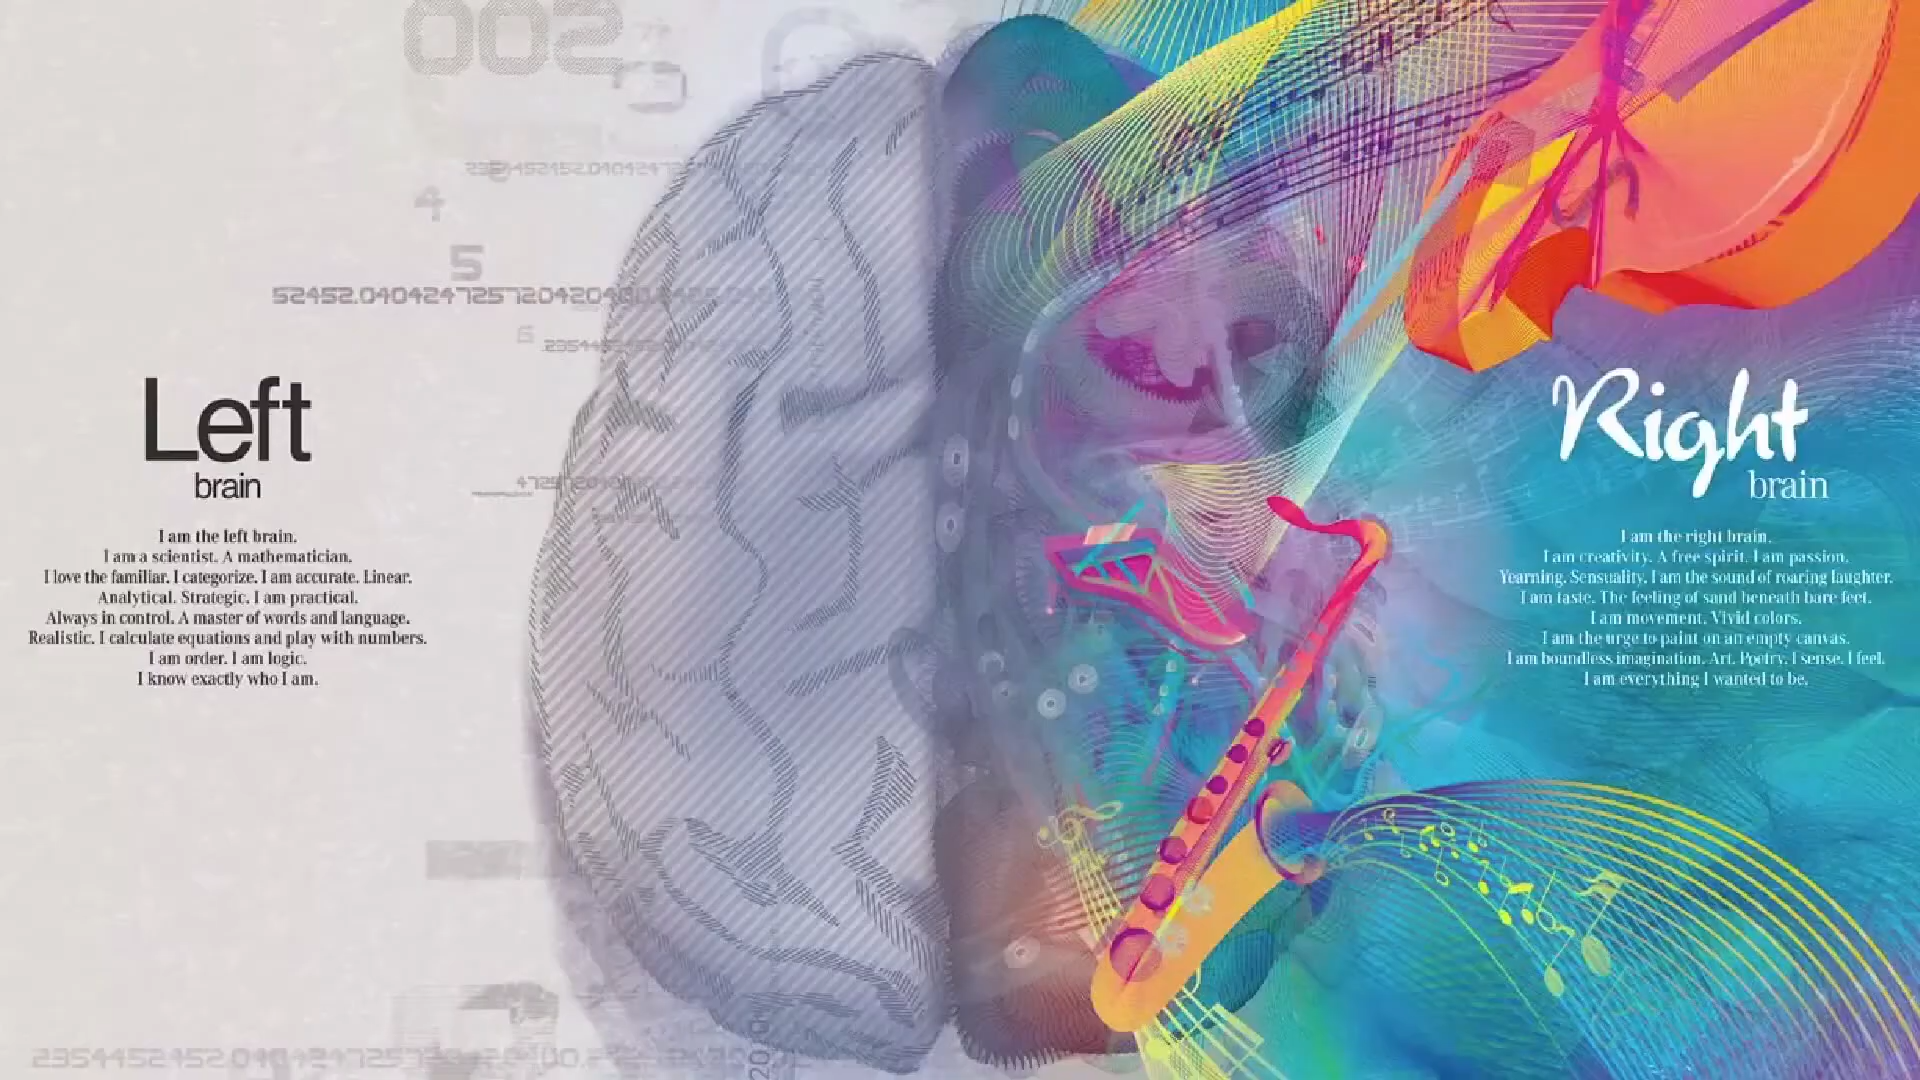 002
4
5
52452.04042472572042040
Left
brain
I am the left brain.
I am a scientist. A mathematician.
I love the familiar. I categorize. I am accurate. Linear.
Analytical. Strategic. I am practical.
Always in control. A master of words and language.
Realistic. I calculate equations and play with numbers.
I am order. I am logic.
I know exactly who I am.
Right
brain
I am the right brain.
I am creativity. A free spirit. I am passion.
Yearning. Sensuality. I am the sound of roaring laughter.
I am taste. The feeling of sand beneath bare feet.
I am movement. Vivid colors.
I am the urge to paint on an empty canvas.
I am boundless imagination. Art. Poetry. I sense. I feel.
I am everything I wanted to be.